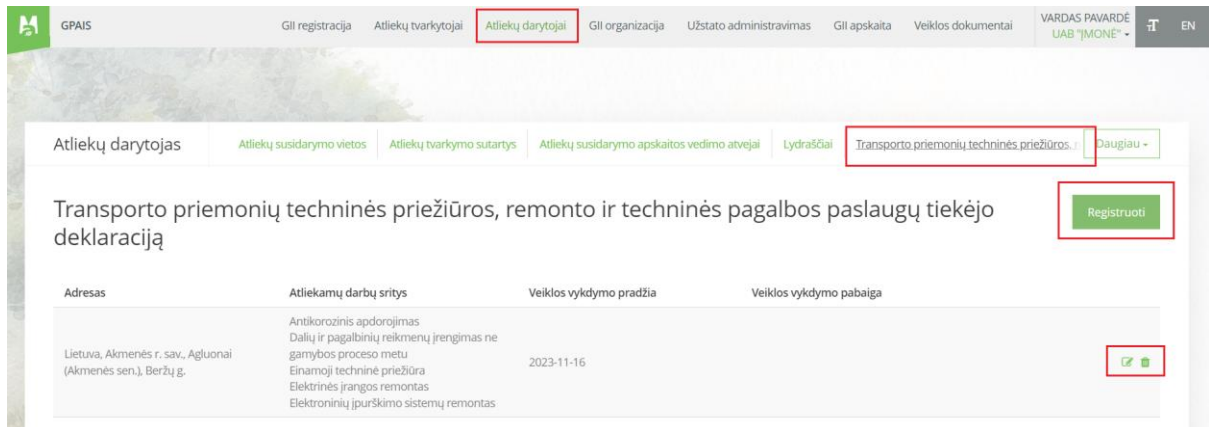 GPAIS
GII registracija
Atliekų tvarkytojai
Atliekų darytojai
GII organizacija
Užstato administravimas
GII apskaita
Veiklos dokumentai
VARDAS PAVARDĖ
UAB "ĮMONĖ"
EN
Atliekų darytojas
Atliekų susidarymo vietos
Atliekų tvarkymo sutartys
Atliekų susidarymo apskaitos vedimo atvejai
Lydraščiai
Transporto priemonių techninės priežiūros,
Daugiau
Transporto priemonių techninės priežiūros, remonto ir techninės pagalbos paslaugų tiekėjo
deklaraciją
Registruoti
Adresas
Atliekamų darbų sritys
Veiklos vykdymo pradžia
Veiklos vykdymo pabaiga
Lietuva, Akmenės r. sav., Agluonai
(Akmenės sen.), Beržų g.
Antikorozinis apdorojimas
Dalių ir pagalbinių reikmenų įrengimas ne
gamybos proceso metu
Einamoji techninė priežiūra
Elektrinės įrangos remontas
Elektroninių įpurškimo sistemų remontas
2023-11-16